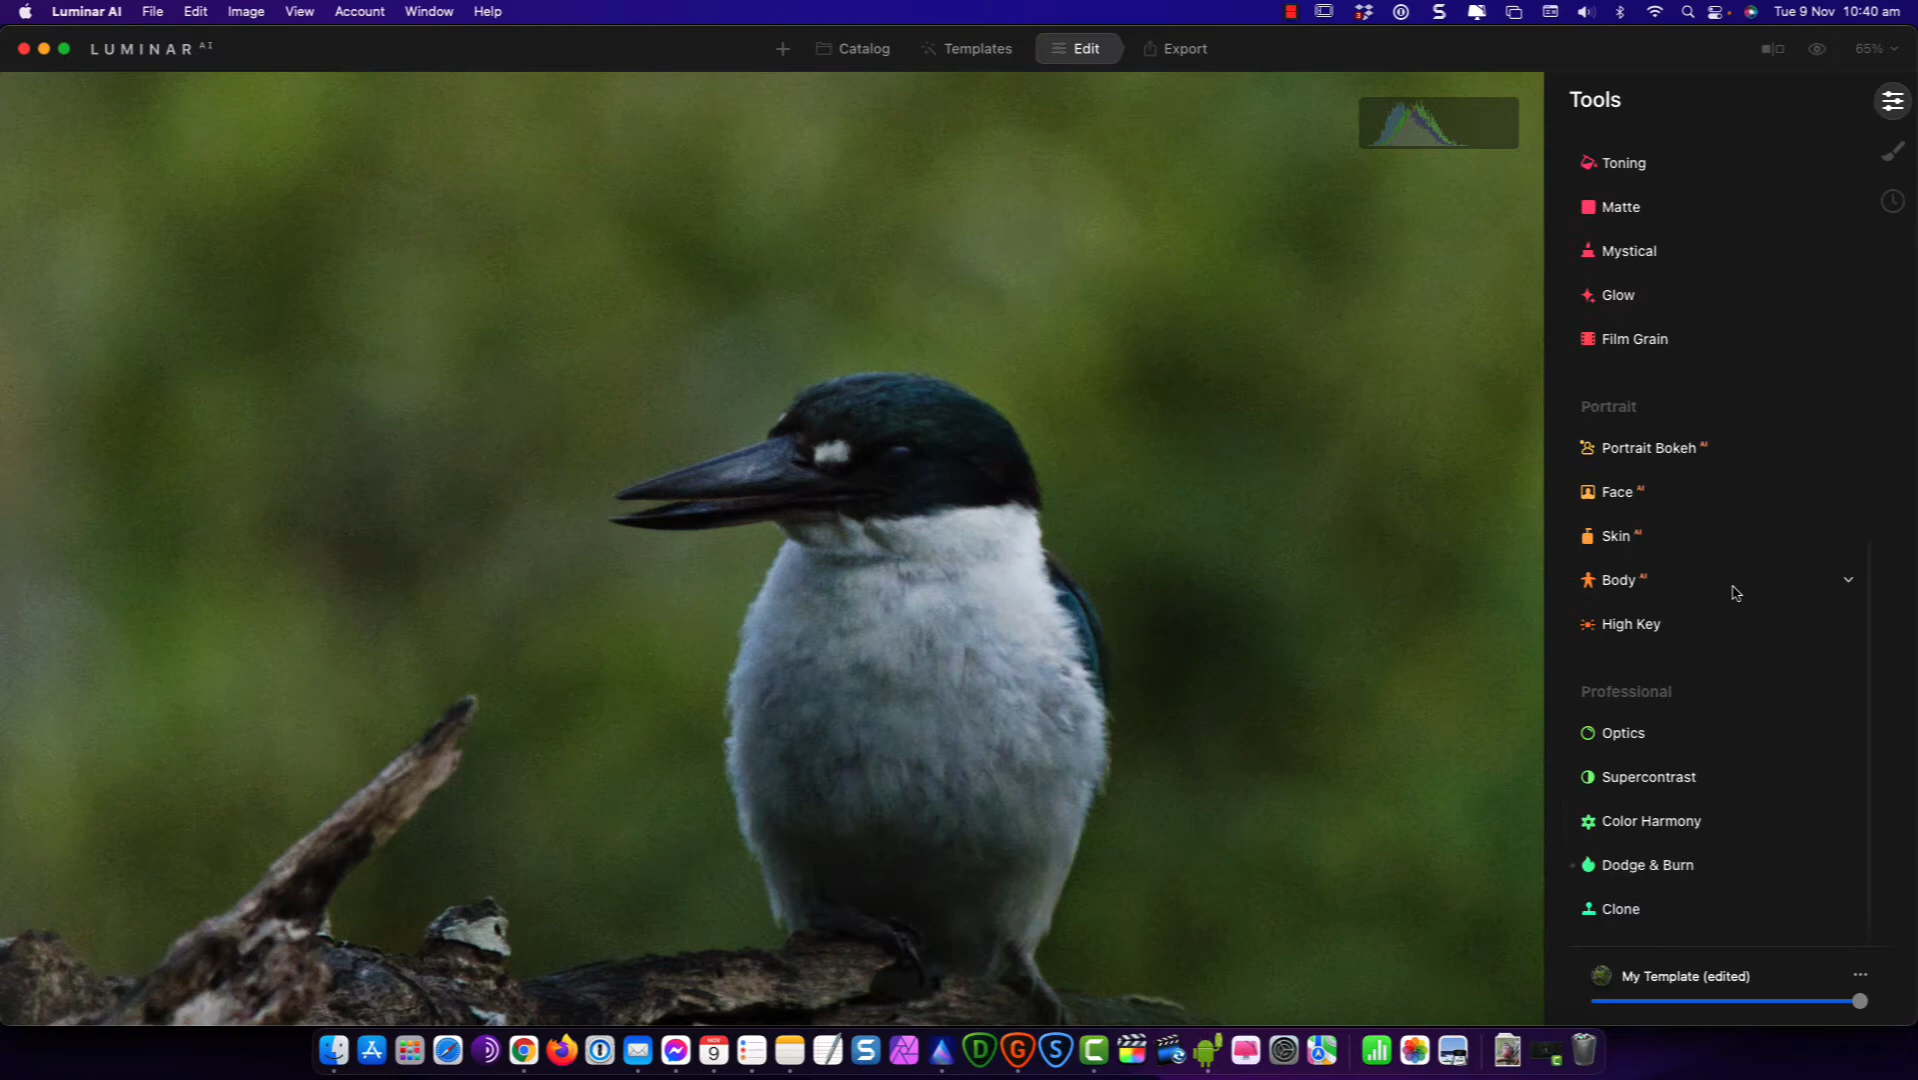 Luminar AI File Edit Image View Account Window Help Tue 9 Nov 10:40 am
LUMINAR AI
Catalog Templates Edit Export 65%
Tools
Toning
Matte
Mystical
Glow
Film Grain
Portrait
Portrait Bokeh AI
Face AI
Skin AI
Body AI
High Key
Professional
Optics
Supercontrast
Color Harmony
Dodge & Burn
Clone
My Template (edited)
NOV
9